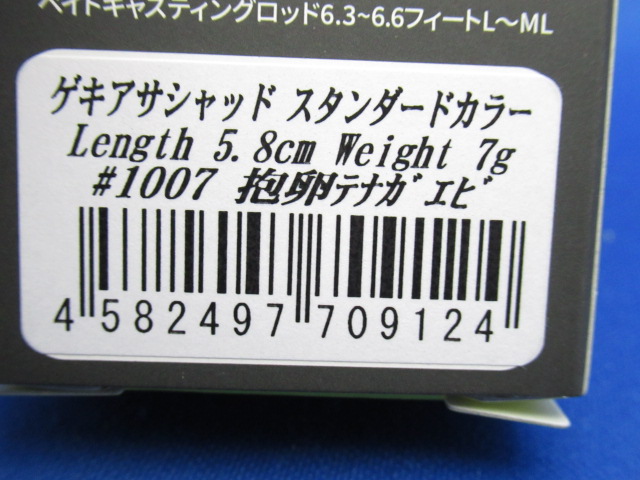 ベイトキャスティングロッド6.3~6.6フィートL～ML
ゲキアサシャッド スタンダードカラー
Length 5.8cm Weight 7g
#1007 抱卵ﾃﾅｶﾞｴﾋﾞ
4 582497 709124